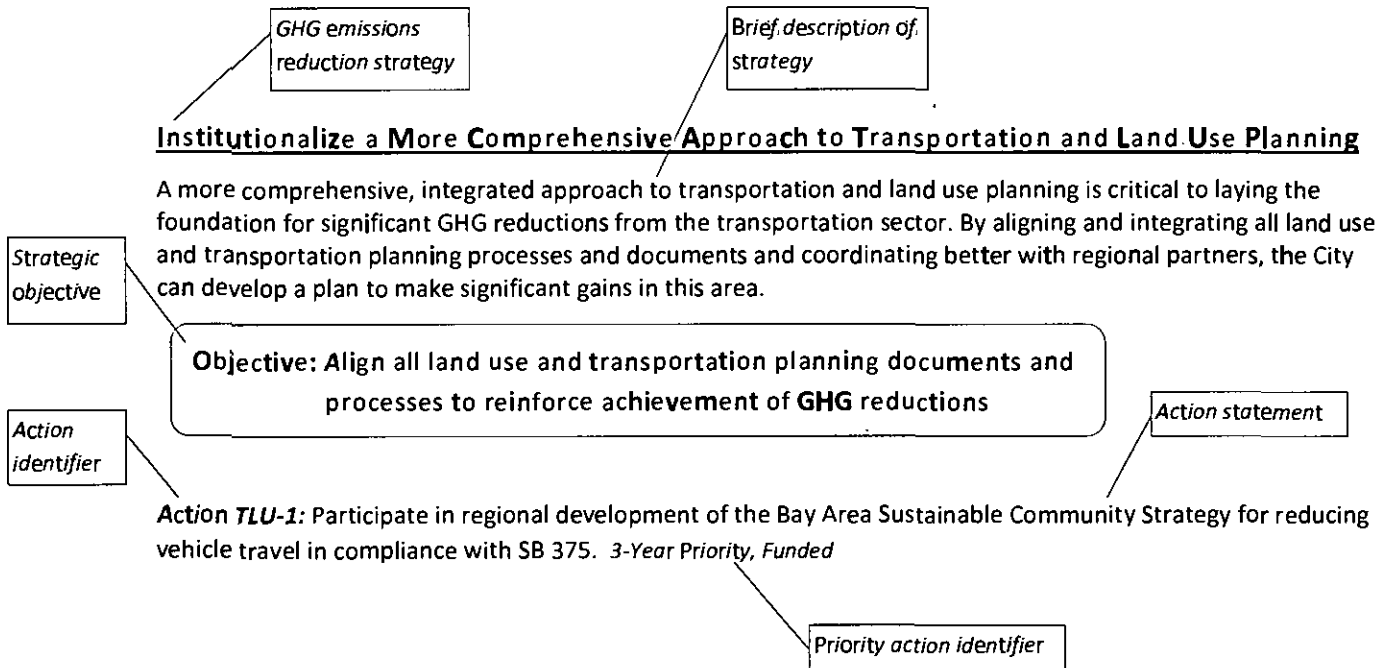 GHG emissions
reduction strategy
Brief description of
strategy
Institutionalize a More Comprehensive Approach to Transportation and Land Use Planning
A more comprehensive, integrated approach to transportation and land use planning is critical to laying the
foundation for significant GHG reductions from the transportation sector. By aligning and integrating all land use
and transportation planning processes and documents and coordinating better with regional partners, the City
can develop a plan to make significant gains in this area.
Strategic
objective
Objective: Align all land use and transportation planning documents and
processes to reinforce achievement of GHG reductions
Action statement
Action
identifier
Action TLU-1: Participate in regional development of the Bay Area Sustainable Community Strategy for reducing
vehicle travel in compliance with SB 375. 3-Year Priority, Funded
Priority action identifier